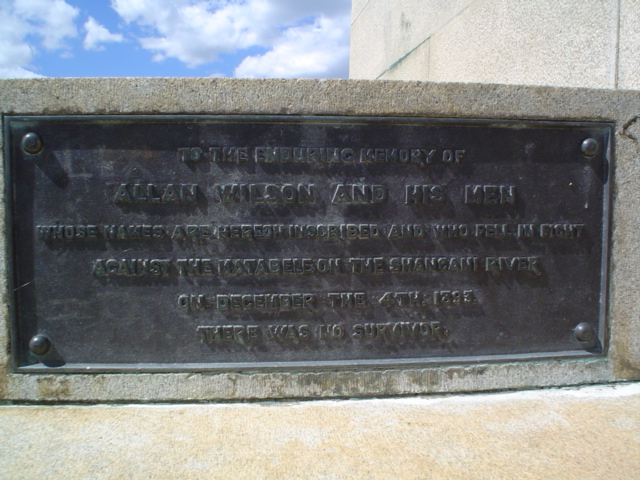 TO THE ENDURING MEMORY OF
ALLAN WILSON AND HIS MEN
WHOSE NAMES ARE HEREON INSCRIBED AND WHO FELL IN FIGHT
AGAINST THE MATABELE ON THE SHANGANI RIVER
ON DECEMBER THE 4TH. 1893.
THERE WAS NO SURVIVOR.